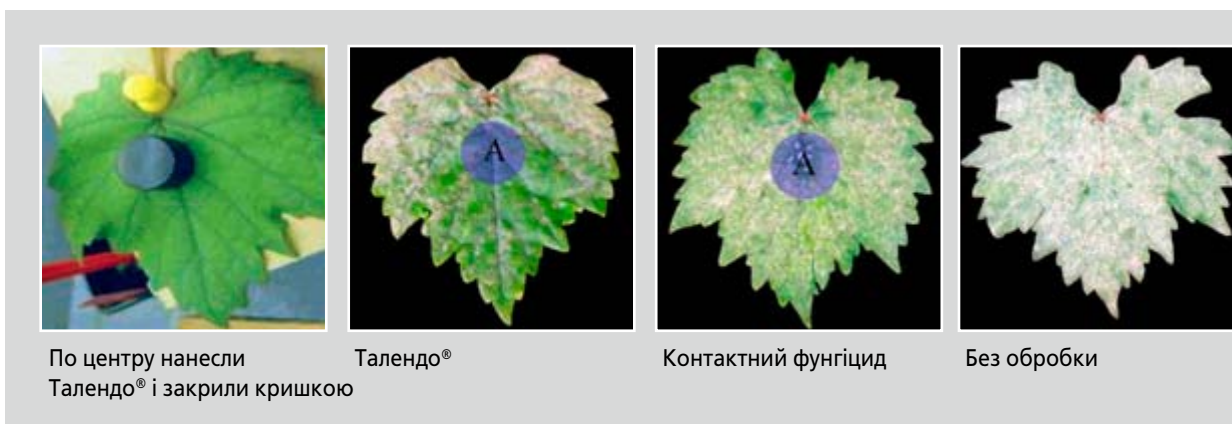 A
A
По центру нанесли
Талендо® і закрили кришкою
Талендо®
Контактний фунгіцид
Без обробки